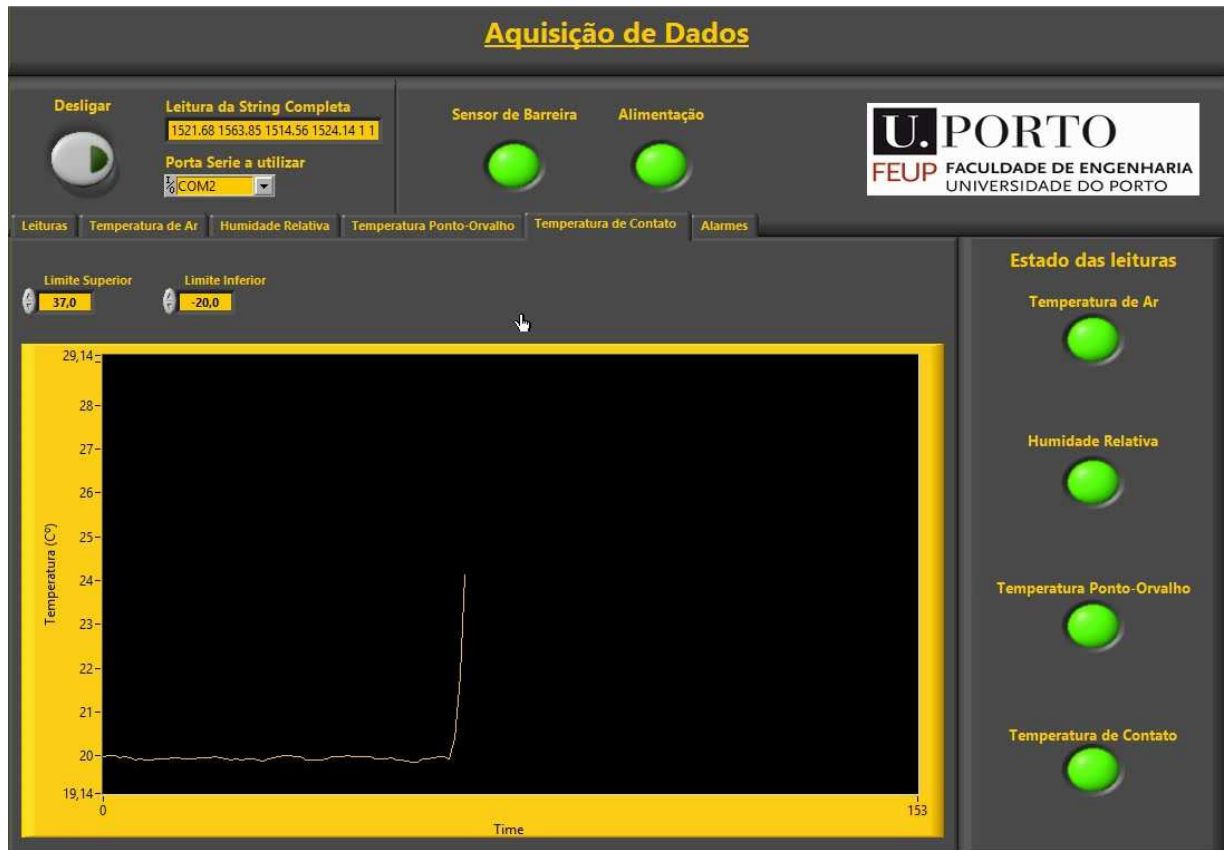 Aquisição de Dados
Desligar
Leitura da String Completa
1521.68 1563.85 1514.56 1524.14 1 1
Porta Serie a utilizar
COM2
Sensor de Barreira
Alimentação
U.PORTO
FEUP FACULDADE DE ENGENHARIA
UNIVERSIDADE DO PORTO
Leituras
Temperatura de Ar
Humidade Relativa
Temperatura Ponto-Orvalho
Temperatura de Contato
Alarmes
Limite Superior
37,0
Limite Inferior
-20,0
29,14
28
27
26
25
24
23
22
21
20
19,14
Temperatura (Cº)
0
153
Time
Estado das leituras
Temperatura de Ar
Humidade Relativa
Temperatura Ponto-Orvalho
Temperatura de Contato